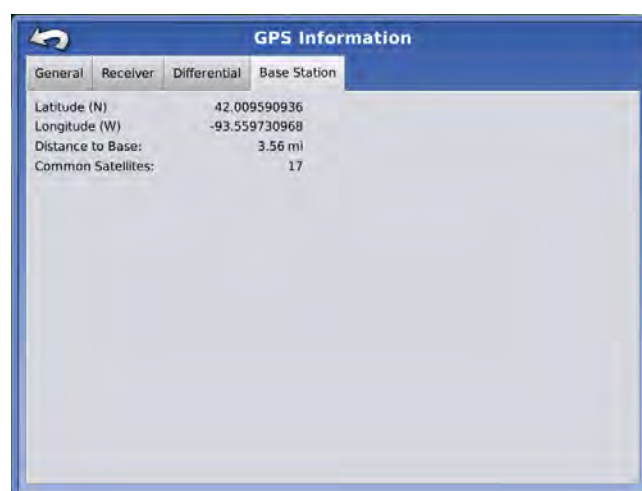 GPS Information
General Receiver Differential Base Station
Latitude (N) 42.009590936
Longitude (W) -93.559730968
Distance to Base: 3.56 mi
Common Satellites: 17